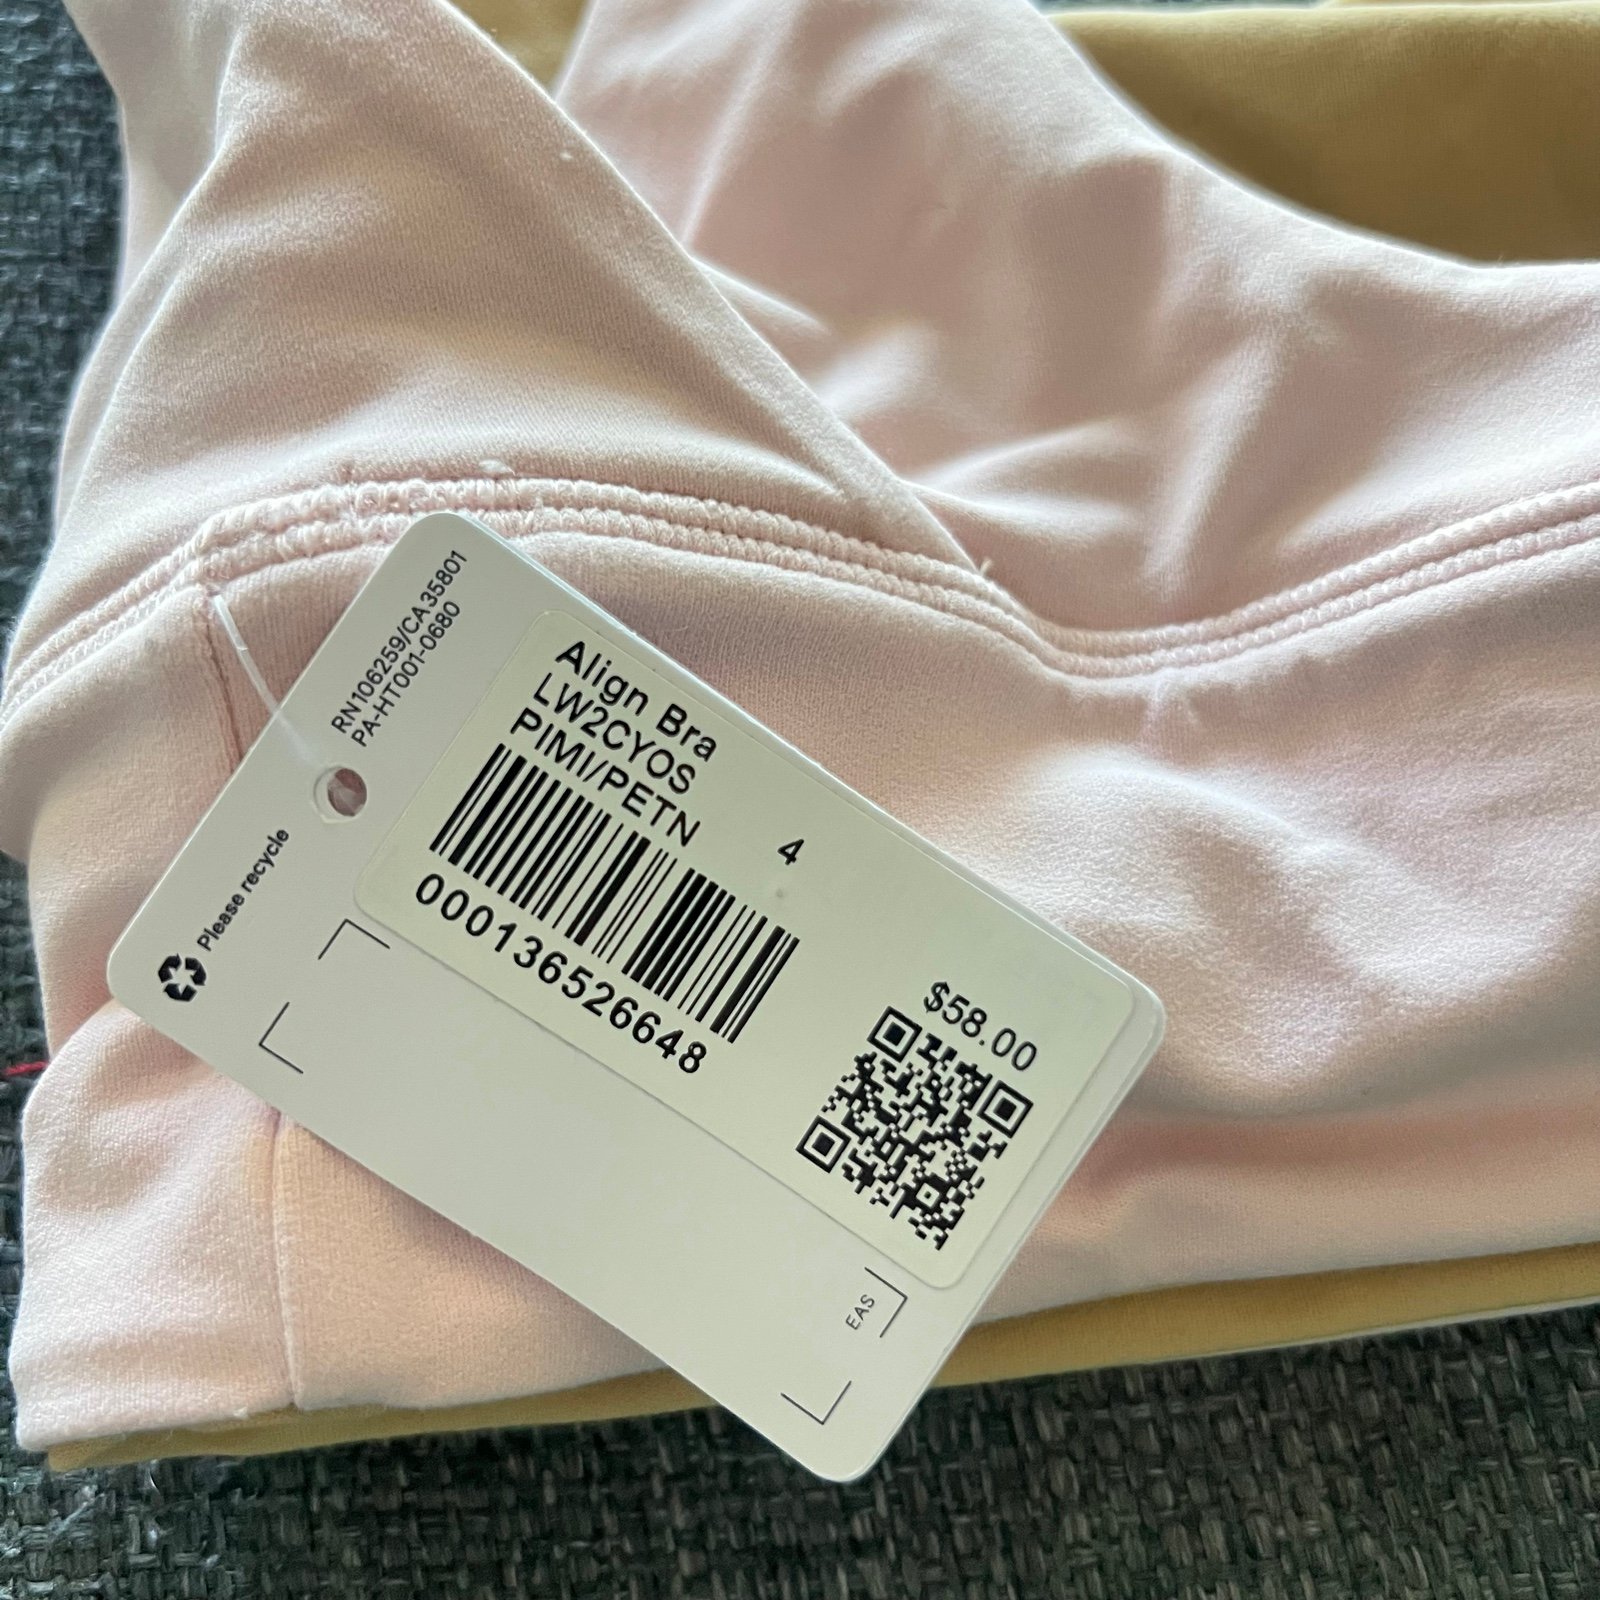 RN106259/CA35801
PA-HT001-0680
Please recycle
Align Bra
LW2CYOS
PIMI/PETN 4
000136526648
$58.00
EAS